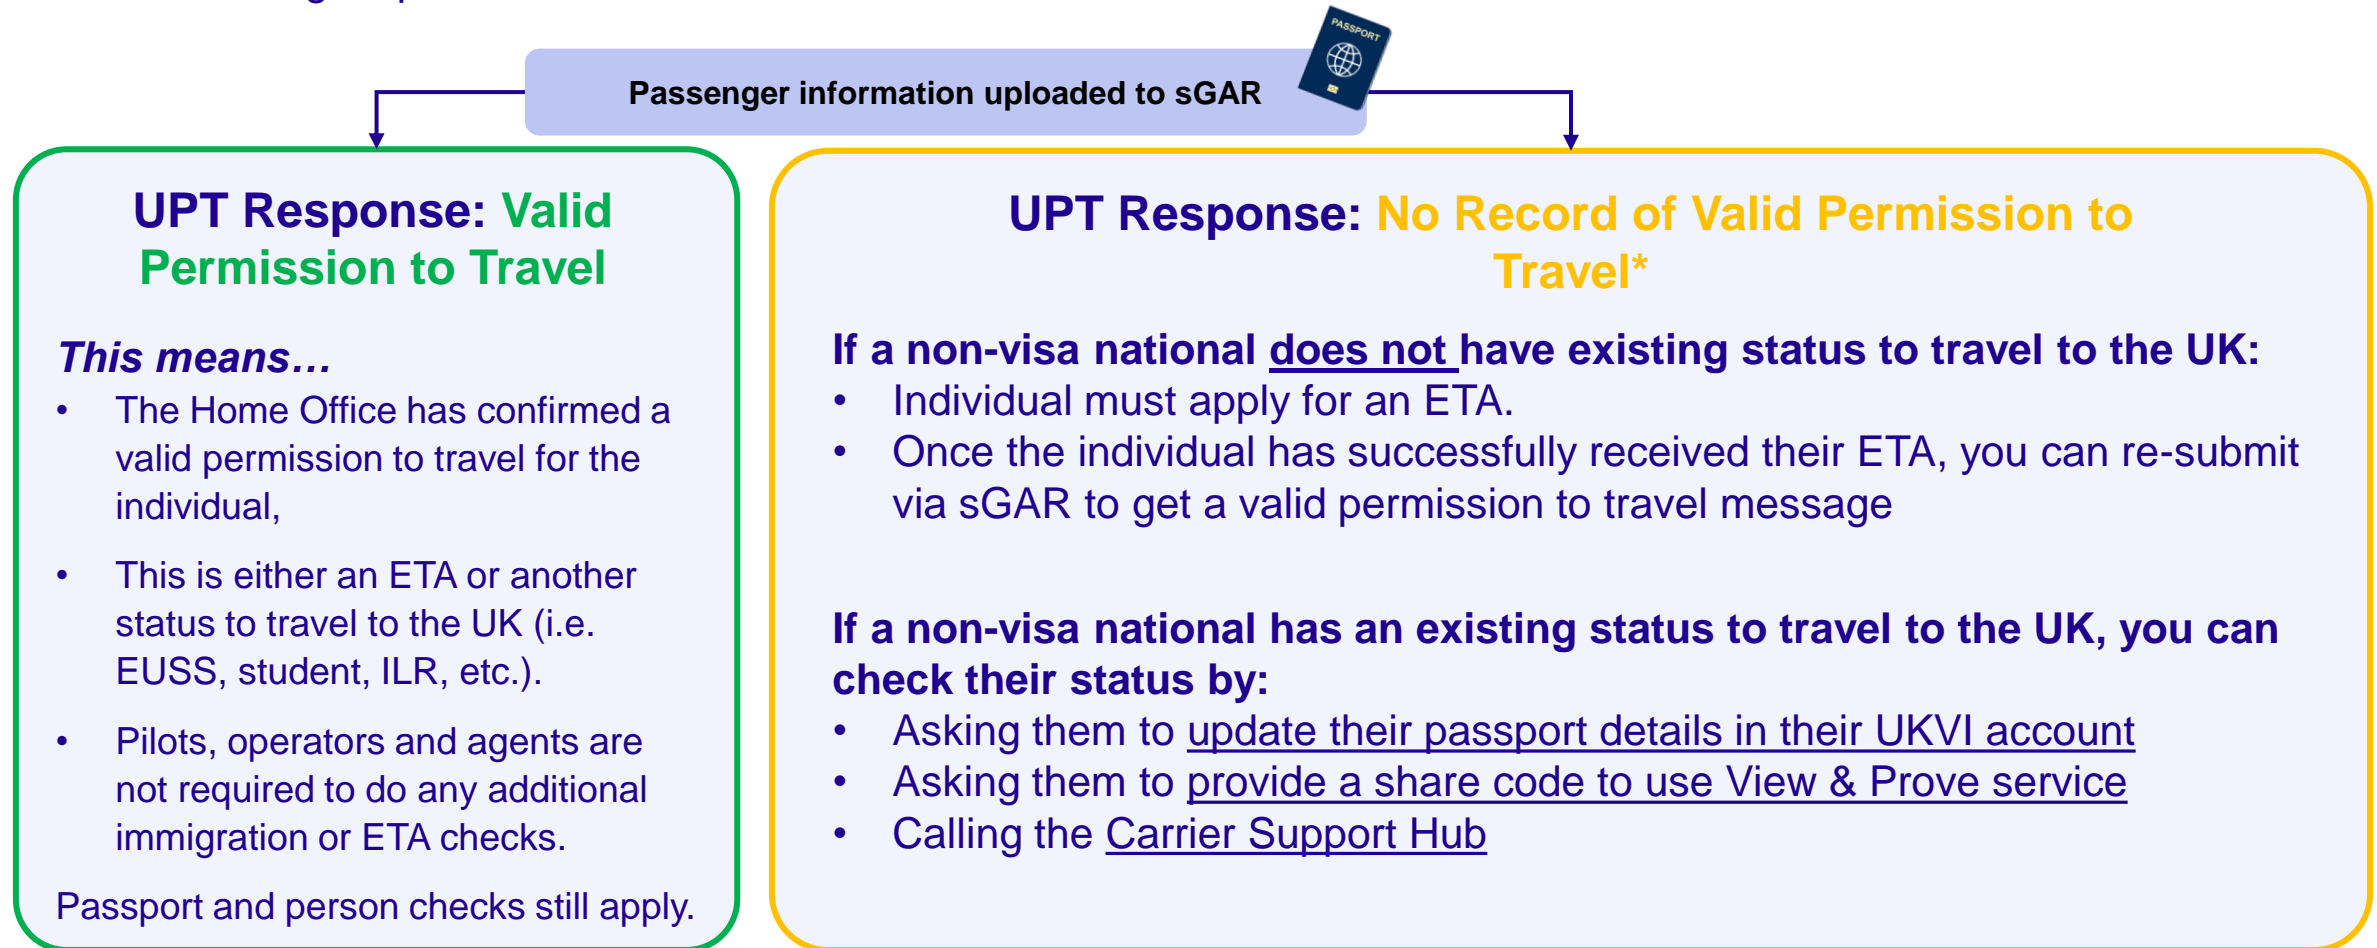 PASSPORT
Passenger information uploaded to sGAR
UPT Response: Valid
Permission to Travel
This means…
• The Home Office has confirmed a
valid permission to travel for the
individual,
• This is either an ETA or another
status to travel to the UK (i.e.
EUSS, student, ILR, etc.).
• Pilots, operators and agents are
not required to do any additional
immigration or ETA checks.
Passport and person checks still apply.
UPT Response: No Record of Valid Permission to
Travel*
If a non-visa national does not have existing status to travel to the UK:
• Individual must apply for an ETA.
• Once the individual has successfully received their ETA, you can re-submit
via sGAR to get a valid permission to travel message
If a non-visa national has an existing status to travel to the UK, you can
check their status by:
• Asking them to update their passport details in their UKVI account
• Asking them to provide a share code to use View & Prove service
• Calling the Carrier Support Hub